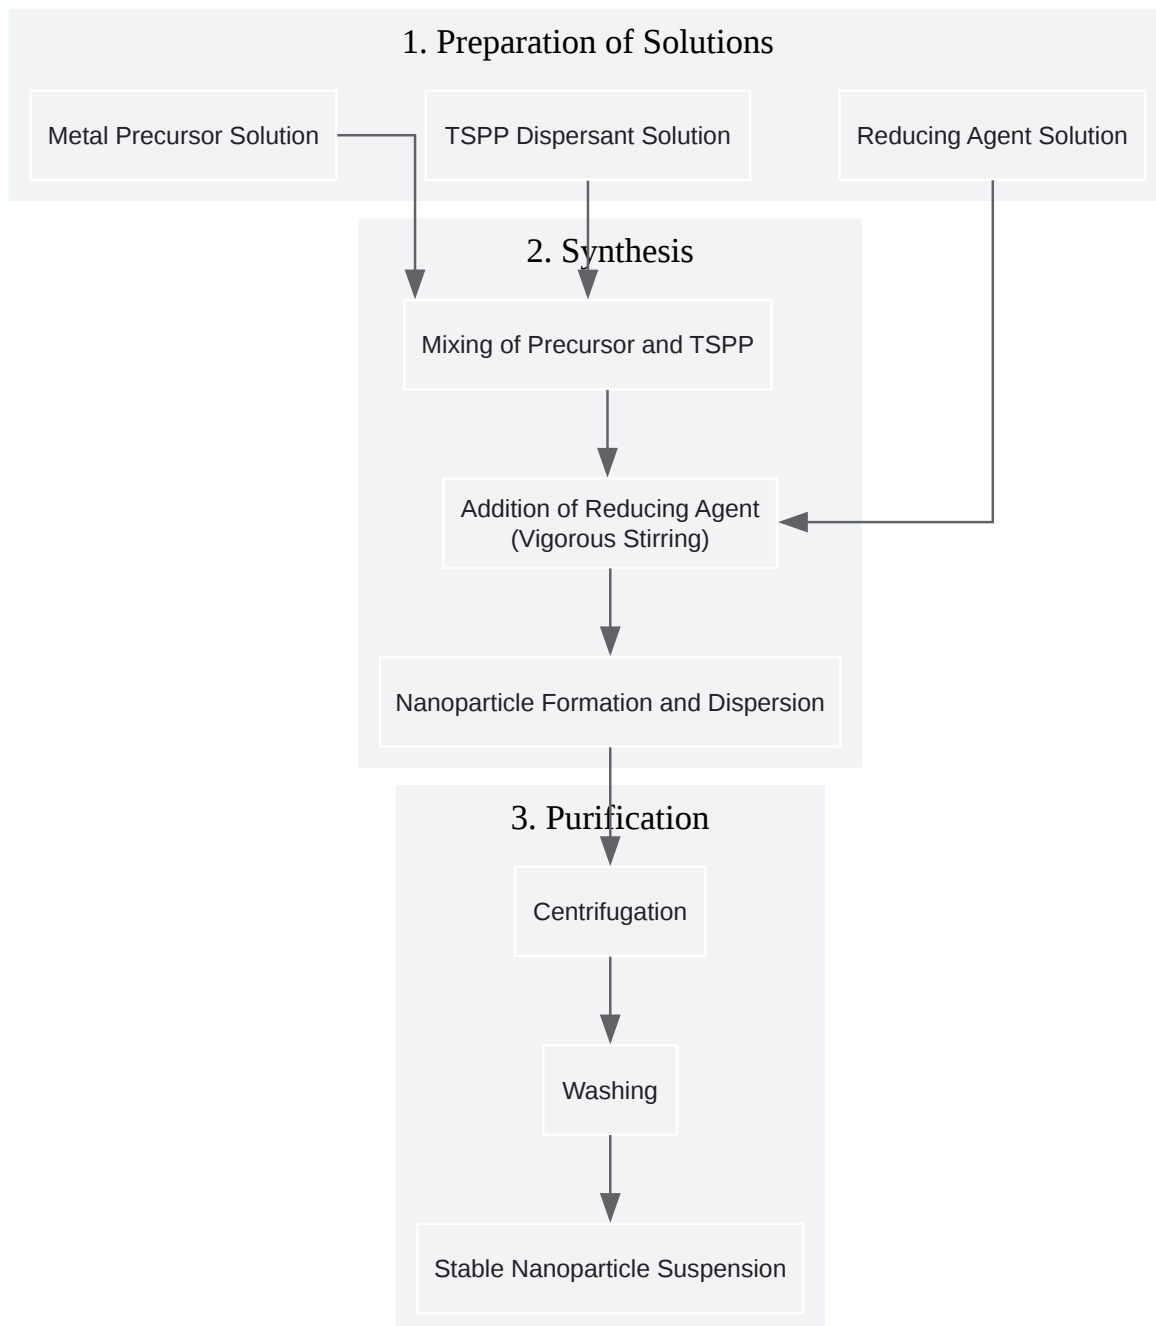 1. Preparation of Solutions
Metal Precursor Solution
TSPP Dispersant Solution
Reducing Agent Solution
2. Synthesis
Mixing of Precursor and TSPP
Addition of Reducing Agent
(Vigorous Stirring)
Nanoparticle Formation and Dispersion
3. Purification
Centrifugation
Washing
Stable Nanoparticle Suspension